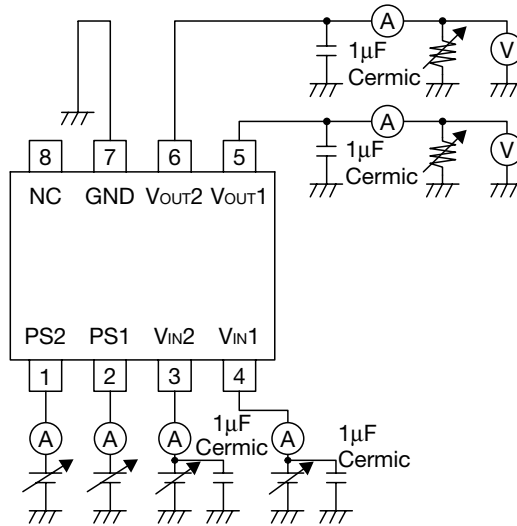 A
1μF
Cermic
V
A
1μF
Cermic
V
8 7 6 5
NC GND VOUT2 VOUT1
PS2 PS1 VIN2 VIN1
1 2 3 4
A A A A
1μF
Cermic
1μF
Cermic